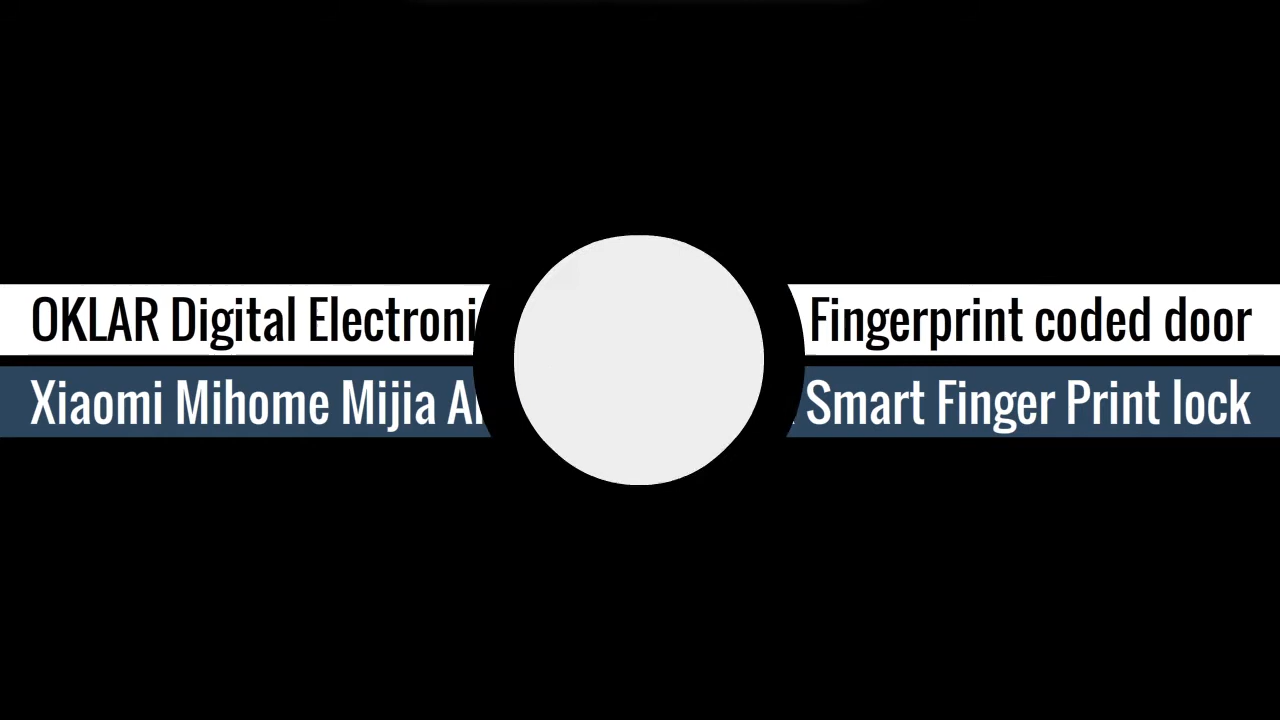 OKLAR Digital Electroni Fingerprint coded door
Xiaomi Mihome Mijia Smart Finger Print lock